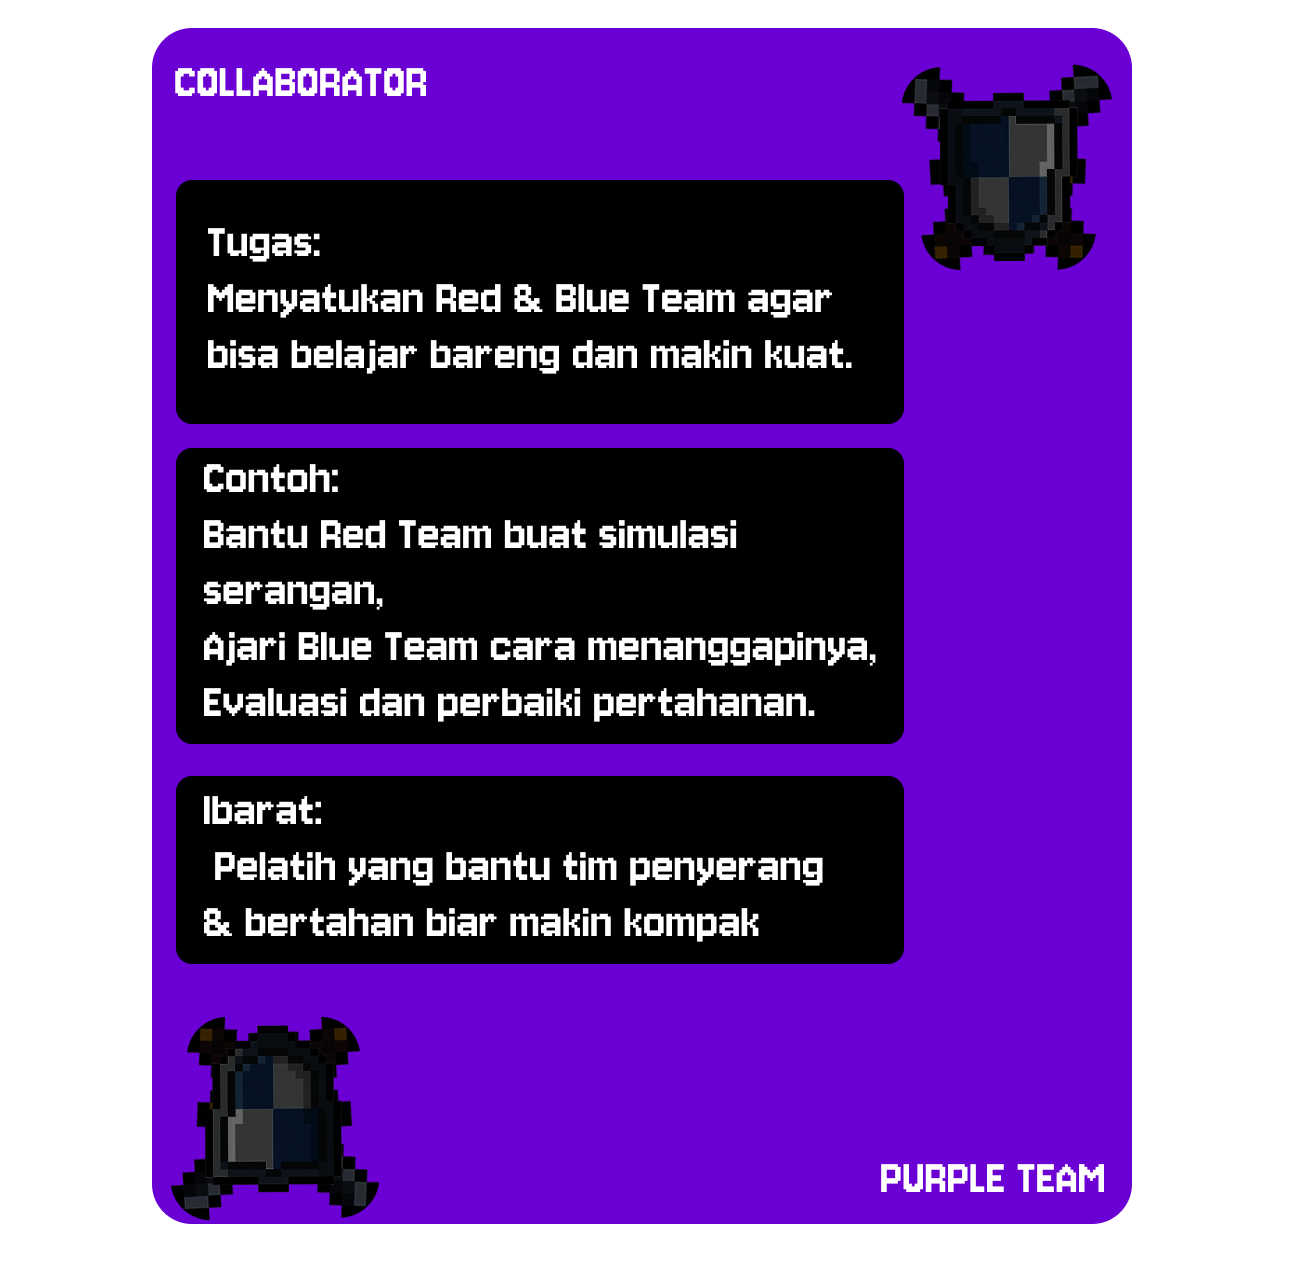 COLLABORATOR
Tugas:
Menyatukan Red & Blue Team agar
bisa belajar bareng dan makin kuat.
Contoh:
Bantu Red Team buat simulasi
serangan,
Ajari Blue Team cara menanggapinya,
Evaluasi dan perbaiki pertahanan.
Ibarat:
Pelatih yang bantu tim penyerang
& bertahan biar makin kompak
PURPLE TEAM